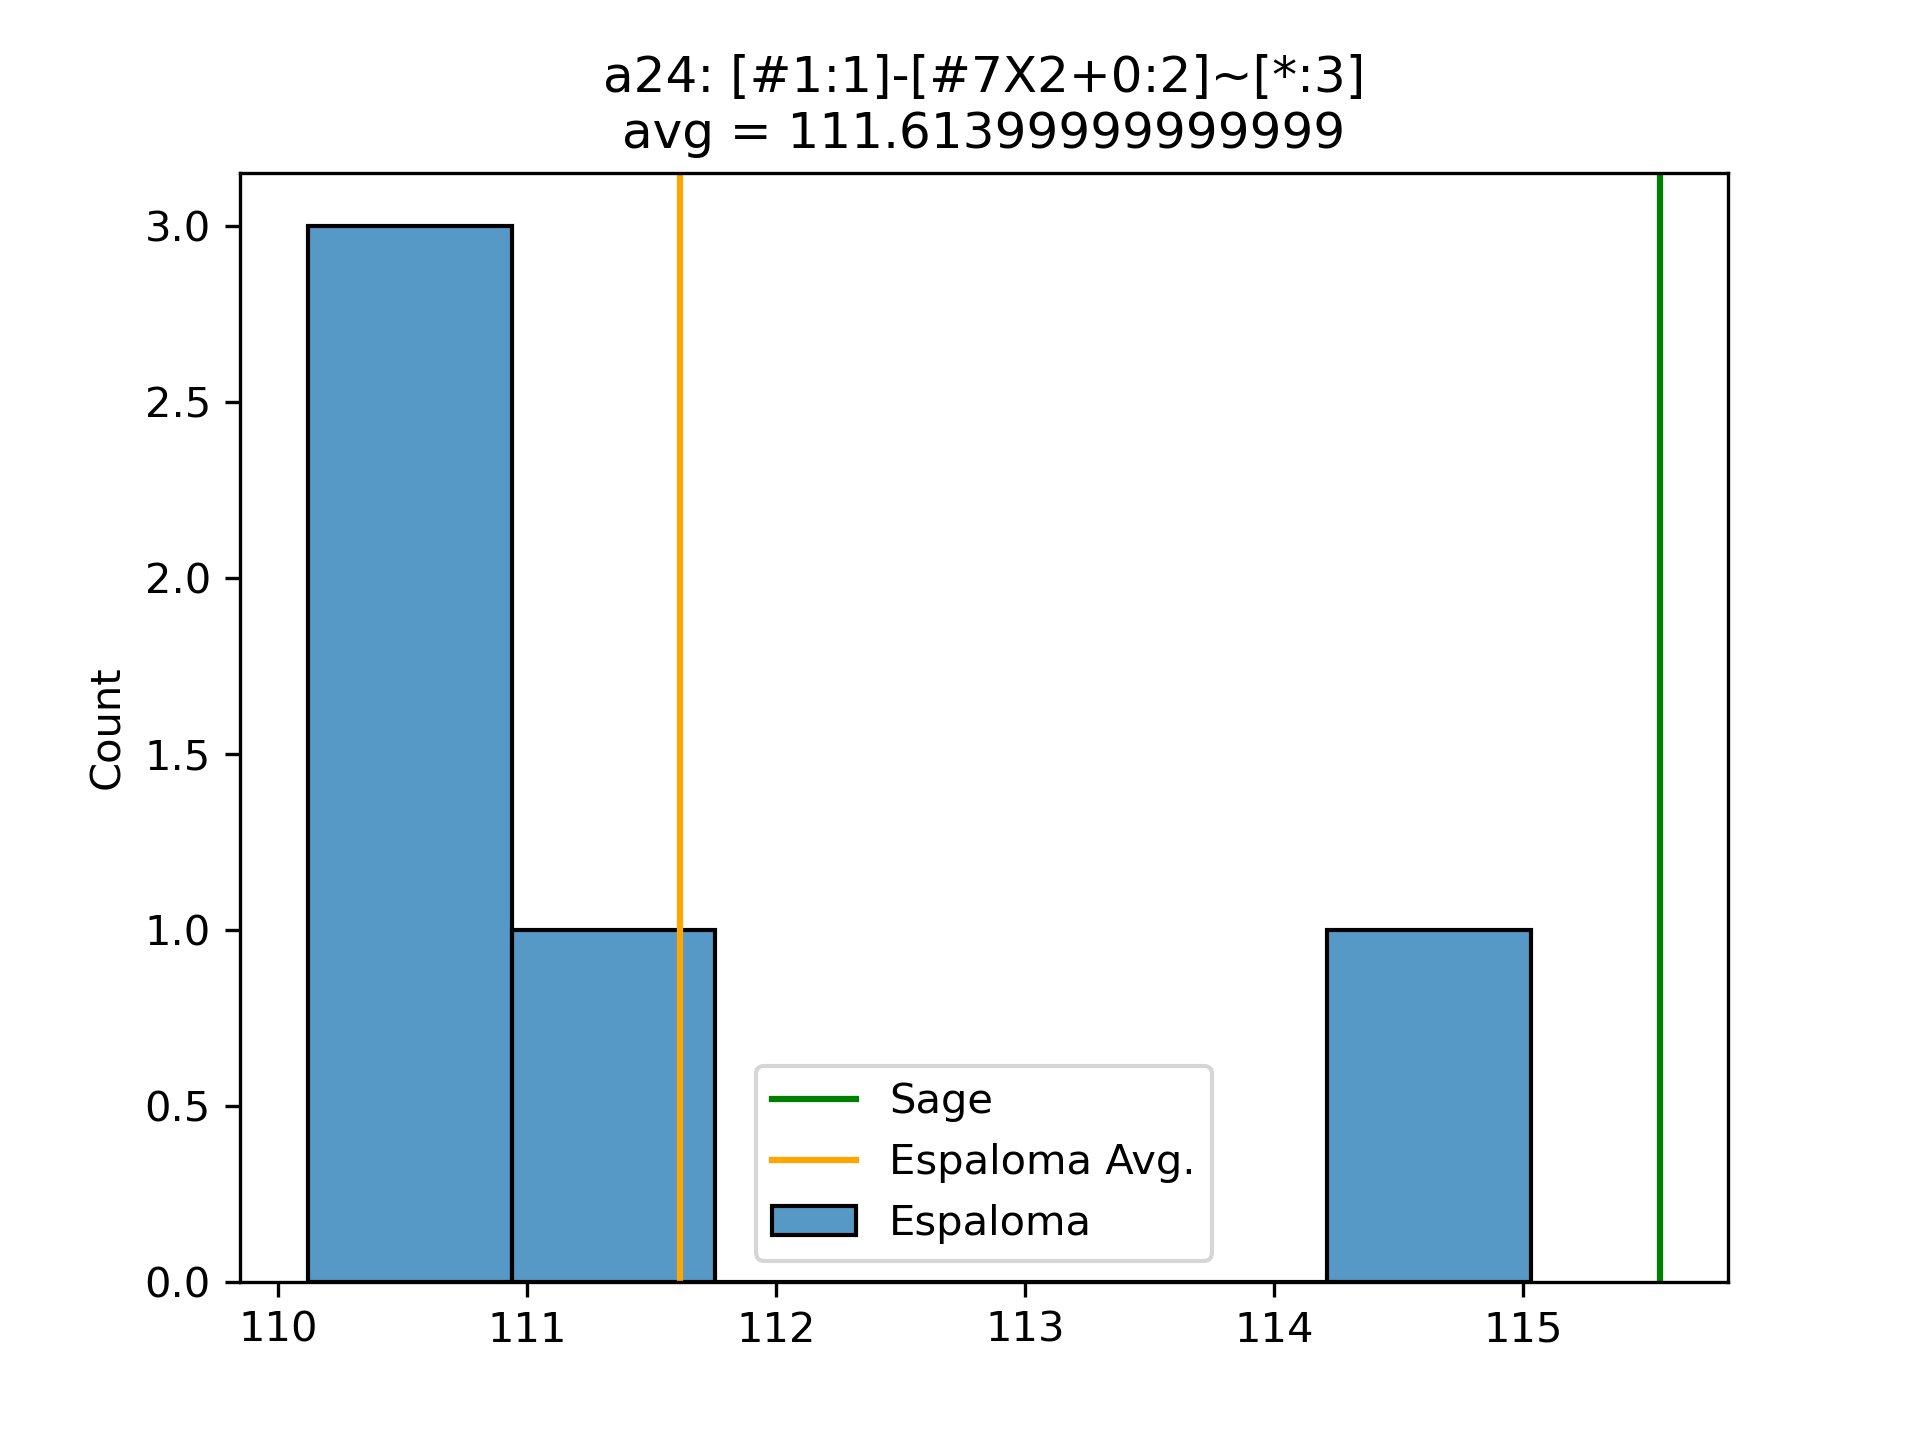 a24: [#1:1]-[#7X2+0:2]~[*:3]
avg = 111.61399999999999
3.0
2.5
2.0
1.5
1.0
0.5
0.0
Count
Sage
Espaloma Avg.
Espaloma
110 111 112 113 114 115